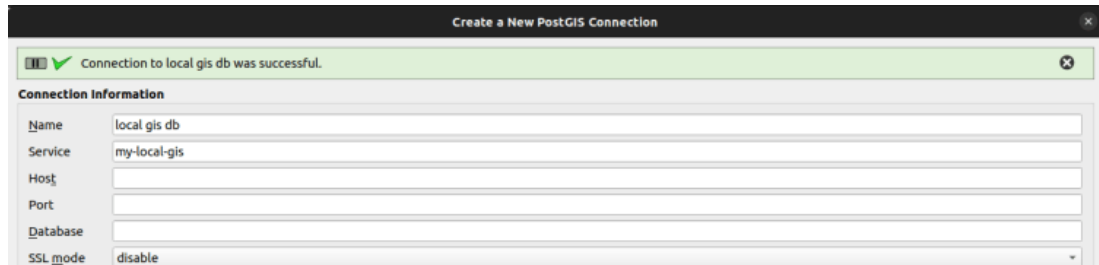 Create a New PostGIS Connection
Connection to local gis db was successful.
Connection Information
Name local gis db
Service my-local-gis
Host
Port
Database
SSL mode disable